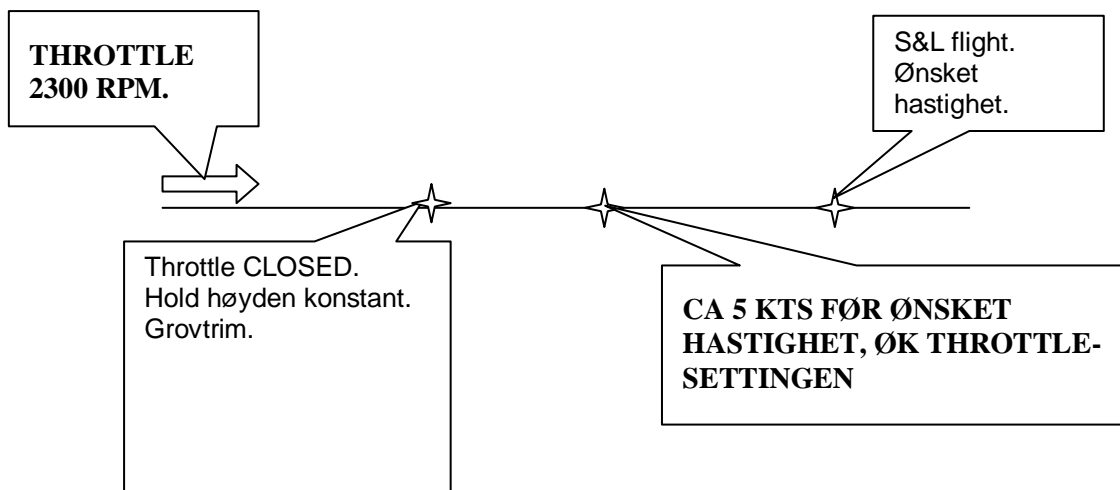 THROTTLE
2300 RPM.
S&L flight.
Ønsket
hastighet.
Throttle CLOSED.
Hold høyden konstant.
Grovtrim.
CA 5 KTS FØR ØNSKET
HASTIGHET, ØK THROTTLE-
SETTINGEN